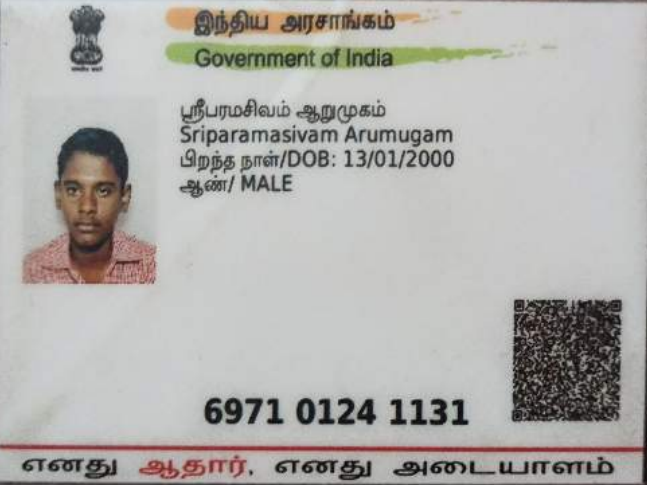 இந்திய அரசாங்கம்
Government of India
ஸ்ரீபரமசிவம் ஆறுமுகம்
Sriparamasivam Arumugam
பிறந்த நாள்/DOB: 13/01/2000
ஆண்/ MALE
6971 0124 1131
எனது ஆதார், எனது அடையாளம்